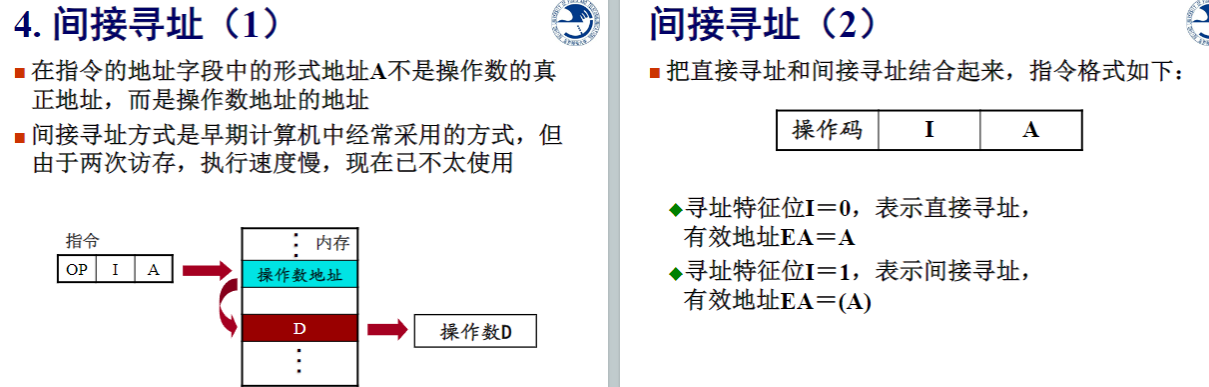 4. 间接寻址（1）
在指令的地址字段中的形式地址A不是操作数的真
正地址，而是操作数地址的地址
间接寻址方式是早期计算机中经常采用的方式，但
由于两次访存，执行速度慢，现在已不太使用
指令
OP I A
内存
操作数地址
D
操作数D
间接寻址（2）
把直接寻址和间接寻址结合起来，指令格式如下：
操作码 I A
寻址特征位I＝0，表示直接寻址，
有效地址EA＝A
寻址特征位I＝1，表示间接寻址，
有效地址EA＝(A)